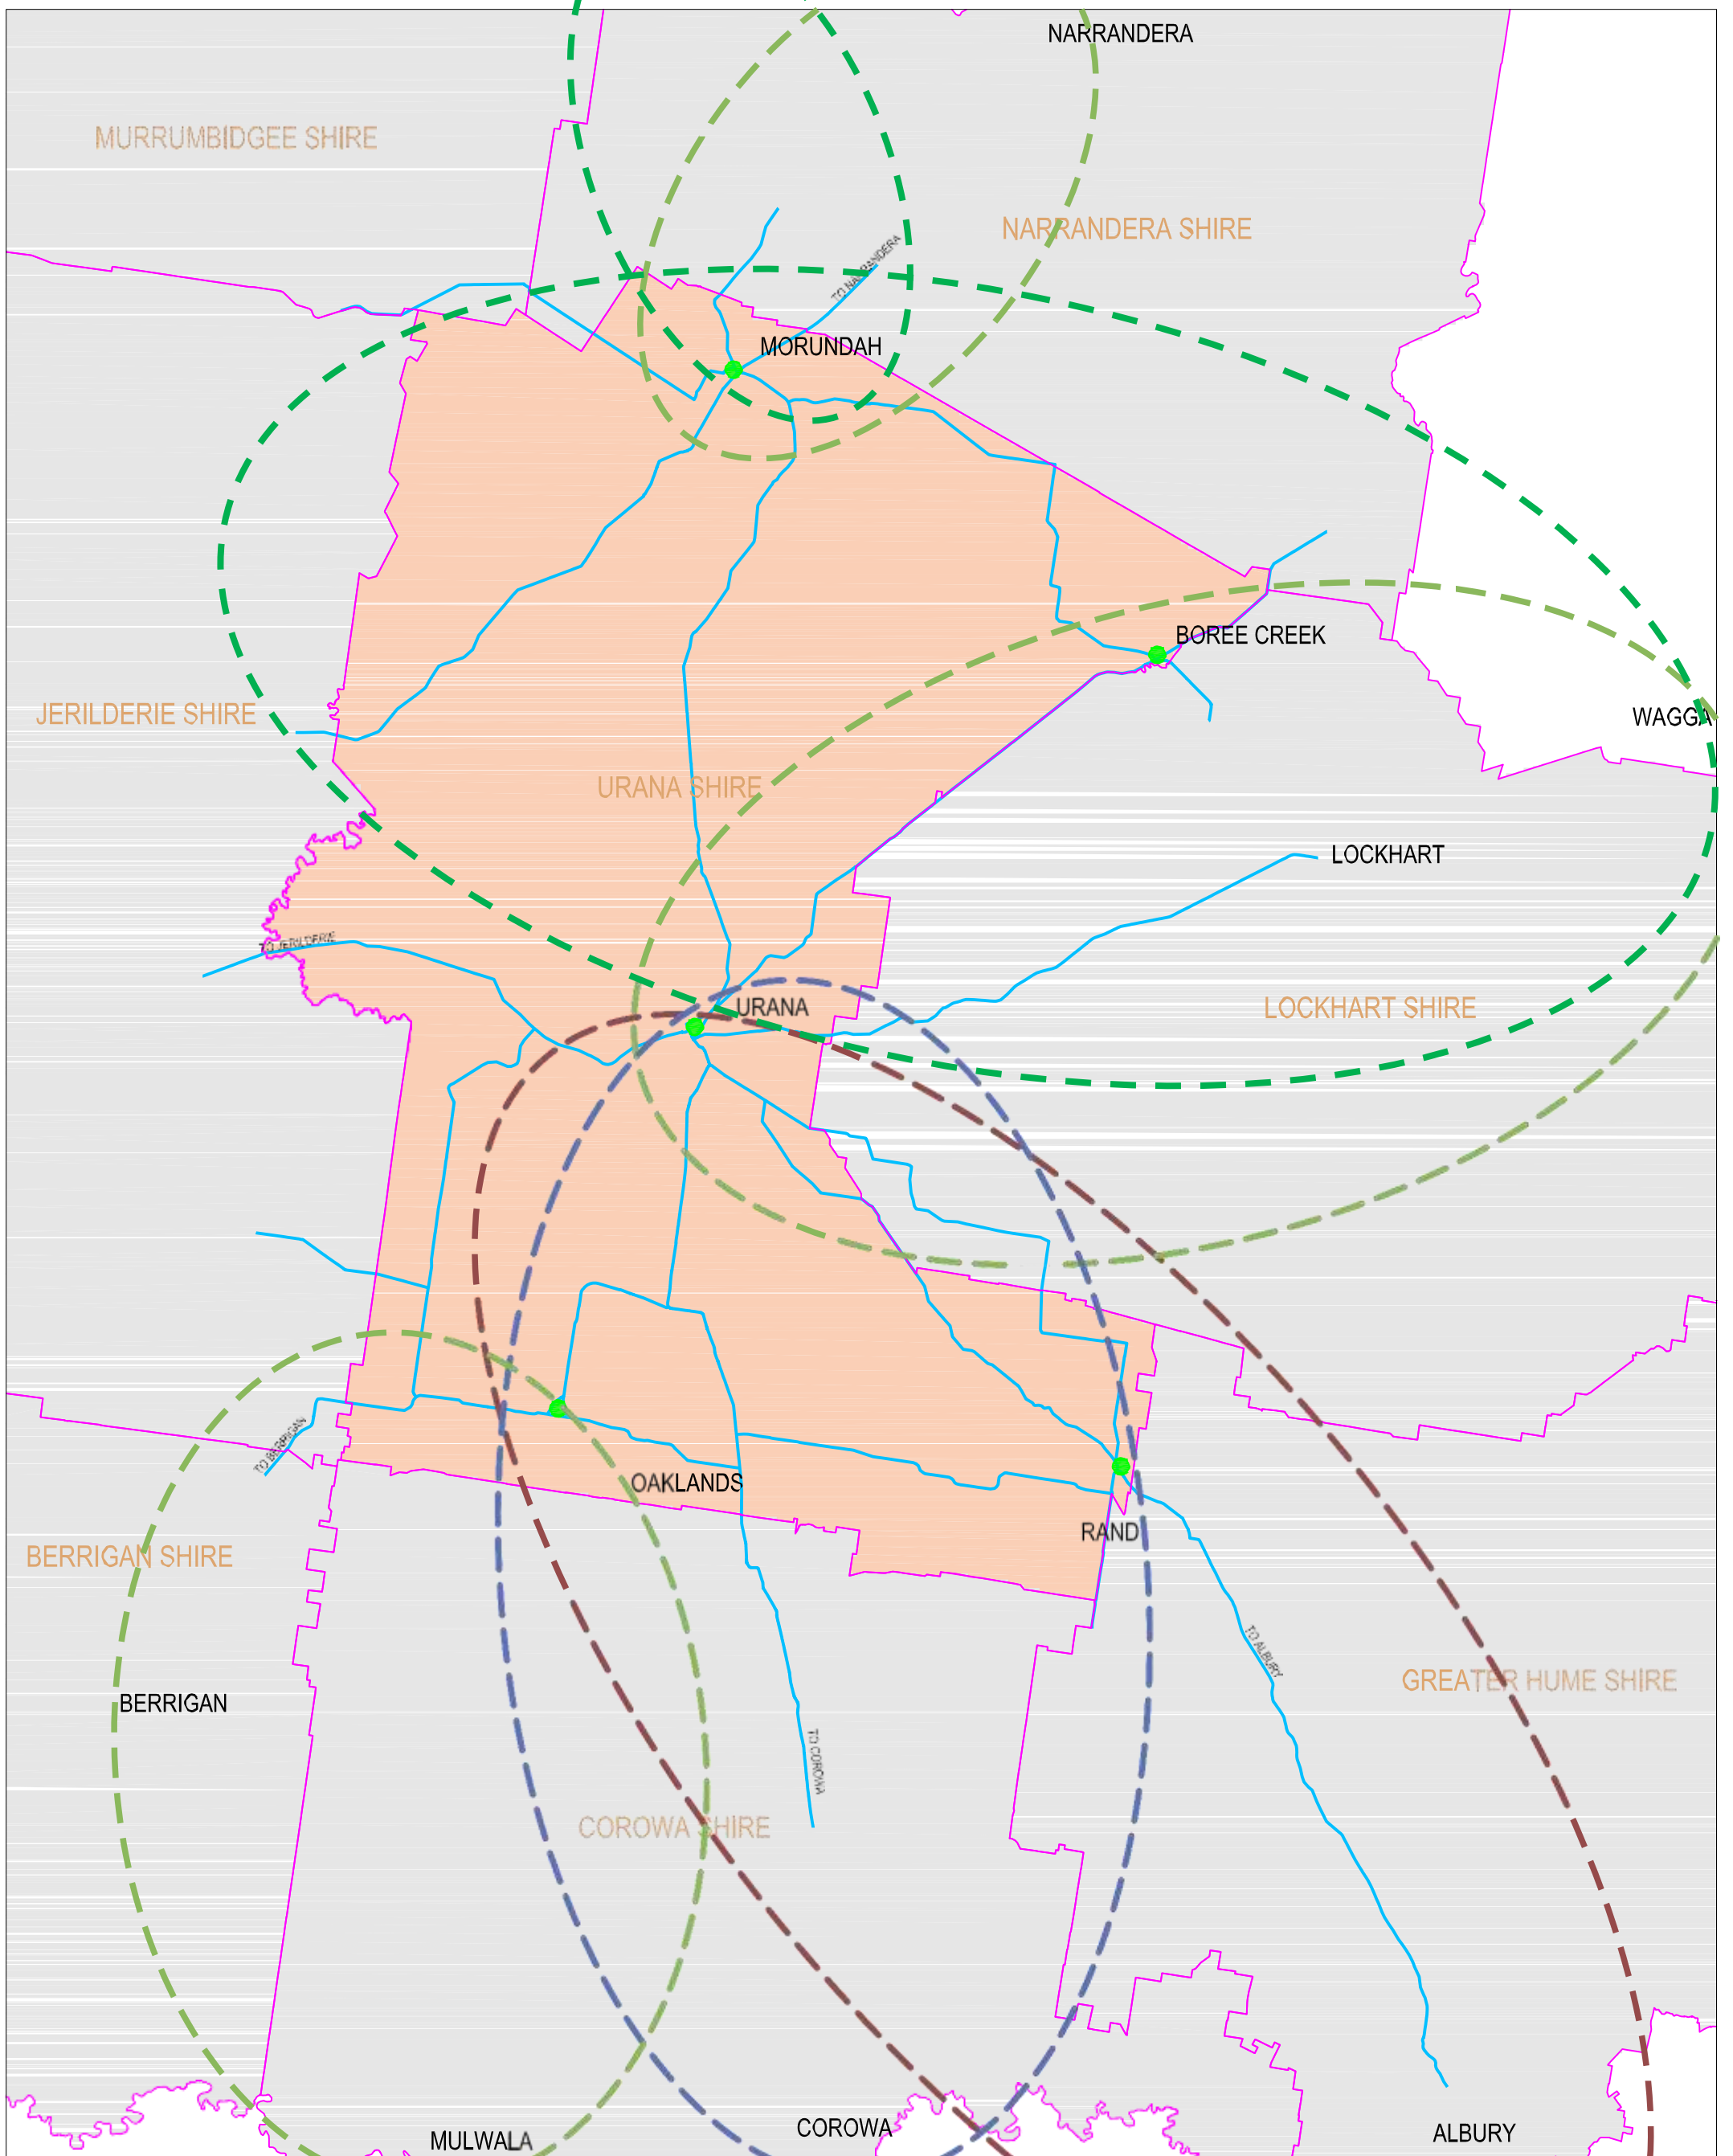 NARRANDERA
MURRUMBIDGEE SHIRE
NARRANDERA SHIRE
TO NARRANDERA
MORUNDAH
BOREE CREEK
JERILDERIE SHIRE
WAGGA
URANA SHIRE
LOCKHART
TO JERILDERIE
URANA
LOCKHART SHIRE
TO BERRIGAN
OAKLANDS
RAND
BERRIGAN SHIRE
TO ALBURY
GREATER HUME SHIRE
BERRIGAN
TO COROWA
COROWA SHIRE
COROWA
ALBURY
MULWALA